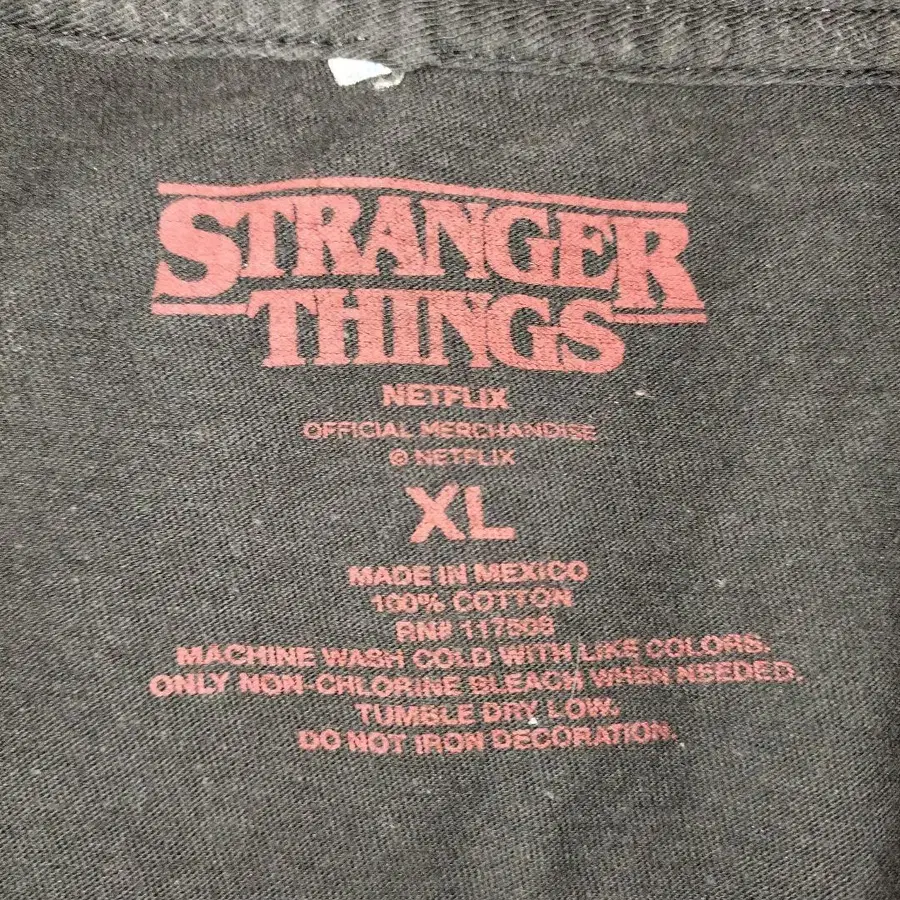 STRANGER
THINGS
NETFLIX
OFFICIAL MERCHANDISE
© NETFLIX
XL
MADE IN MEXICO
100% COTTON
RN#
MACHINE WASH COLD WITH LIKE COLORS.
ONLY NON-CHLORINE BLEACH WHEN NEEDED.
TUMBLE DRY LOW.
DO NOT IRON DECORATION.